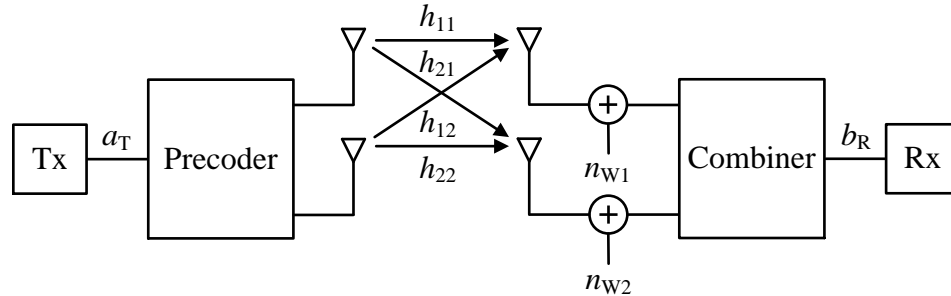 h11
h21
h12
h22
Tx
aT
Precoder
+
nW1
+
nW2
Combiner
bR
Rx